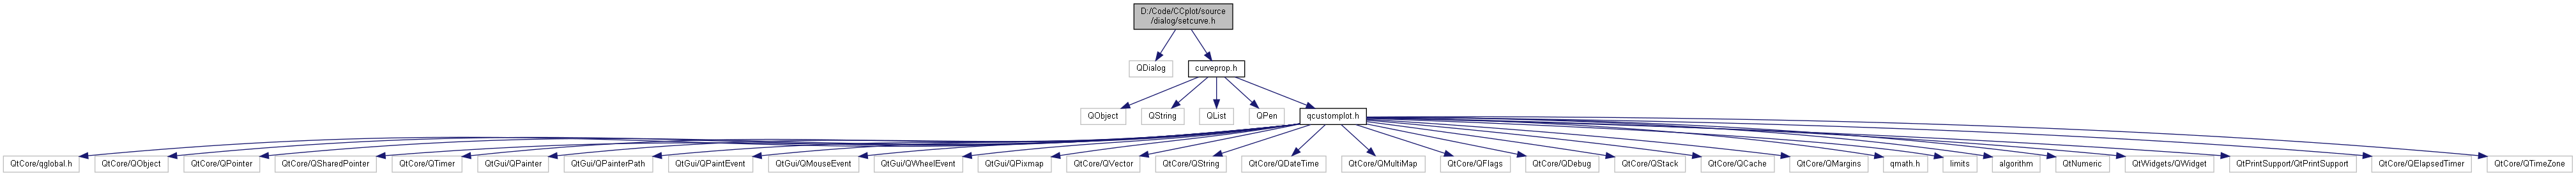 D:/Code/CCplot/source
/dialog/setcurve.h
QDialog
curveprop.h
QObject
QString
QList
QPen
qcustomplot.h
QtCore/qglobal.h
QtCore/QObject
QtCore/QPointer
QtCore/QSharedPointer
QtCore/QTimer
QtGui/QPainter
QtGui/QPainterPath
QtGui/QPaintEvent
QtGui/QMouseEvent
QtGui/QWheelEvent
QtGui/QPixmap
QtCore/QVector
QtCore/QString
QtCore/QDateTime
QtCore/QMultiMap
QtCore/QFlags
QtCore/QDebug
QtCore/QStack
QtCore/QCache
QtCore/QMargins
qmath.h
limits
algorithm
QtNumeric
QtWidgets/QWidget
QtPrintSupport/QtPrintSupport
QtCore/QElapsedTimer
QtCore/QTimeZone